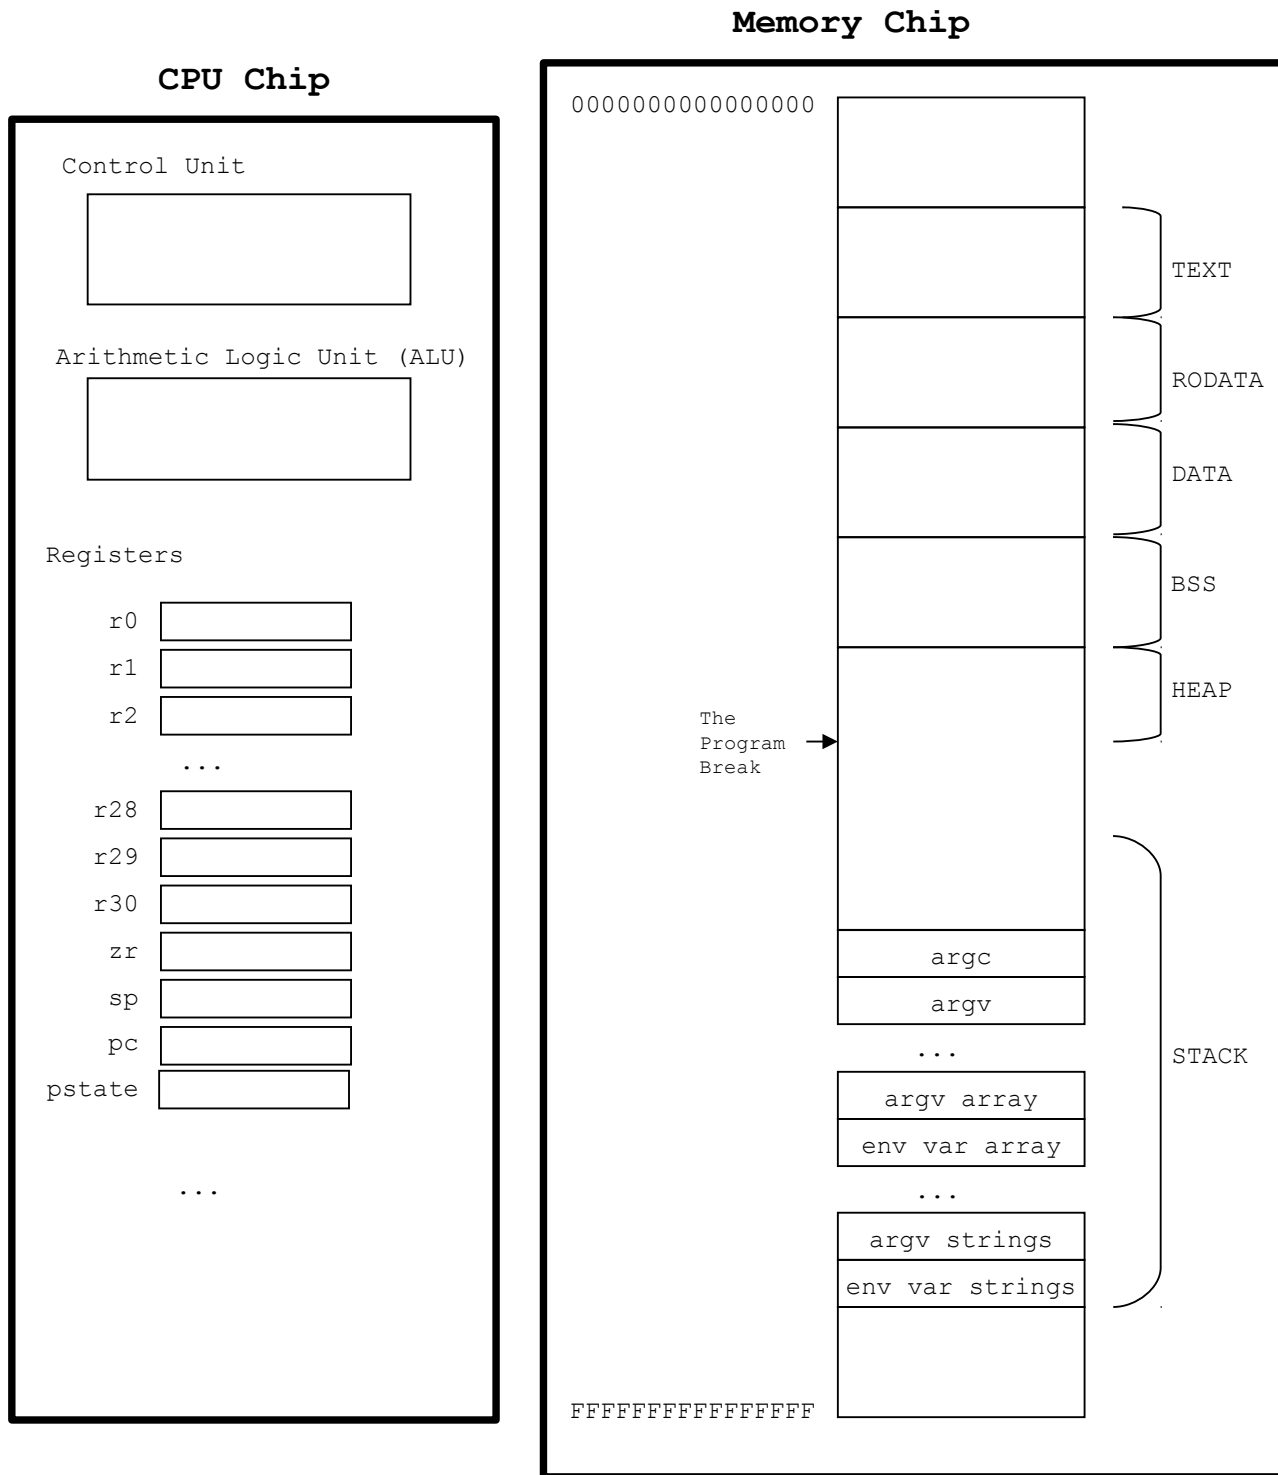 Memory Chip
CPU Chip
0000000000000000
Control Unit
TEXT
Arithmetic Logic Unit (ALU)
RODATA
DATA
Registers
BSS
r0
r1
HEAP
r2
The
Program
Break
...
r28
r29
r30
zr
argc
sp
argv
pc
...
STACK
pstate
argv array
env var array
...
...
argv strings
env var strings
FFFFFFFFFFFFFFFF